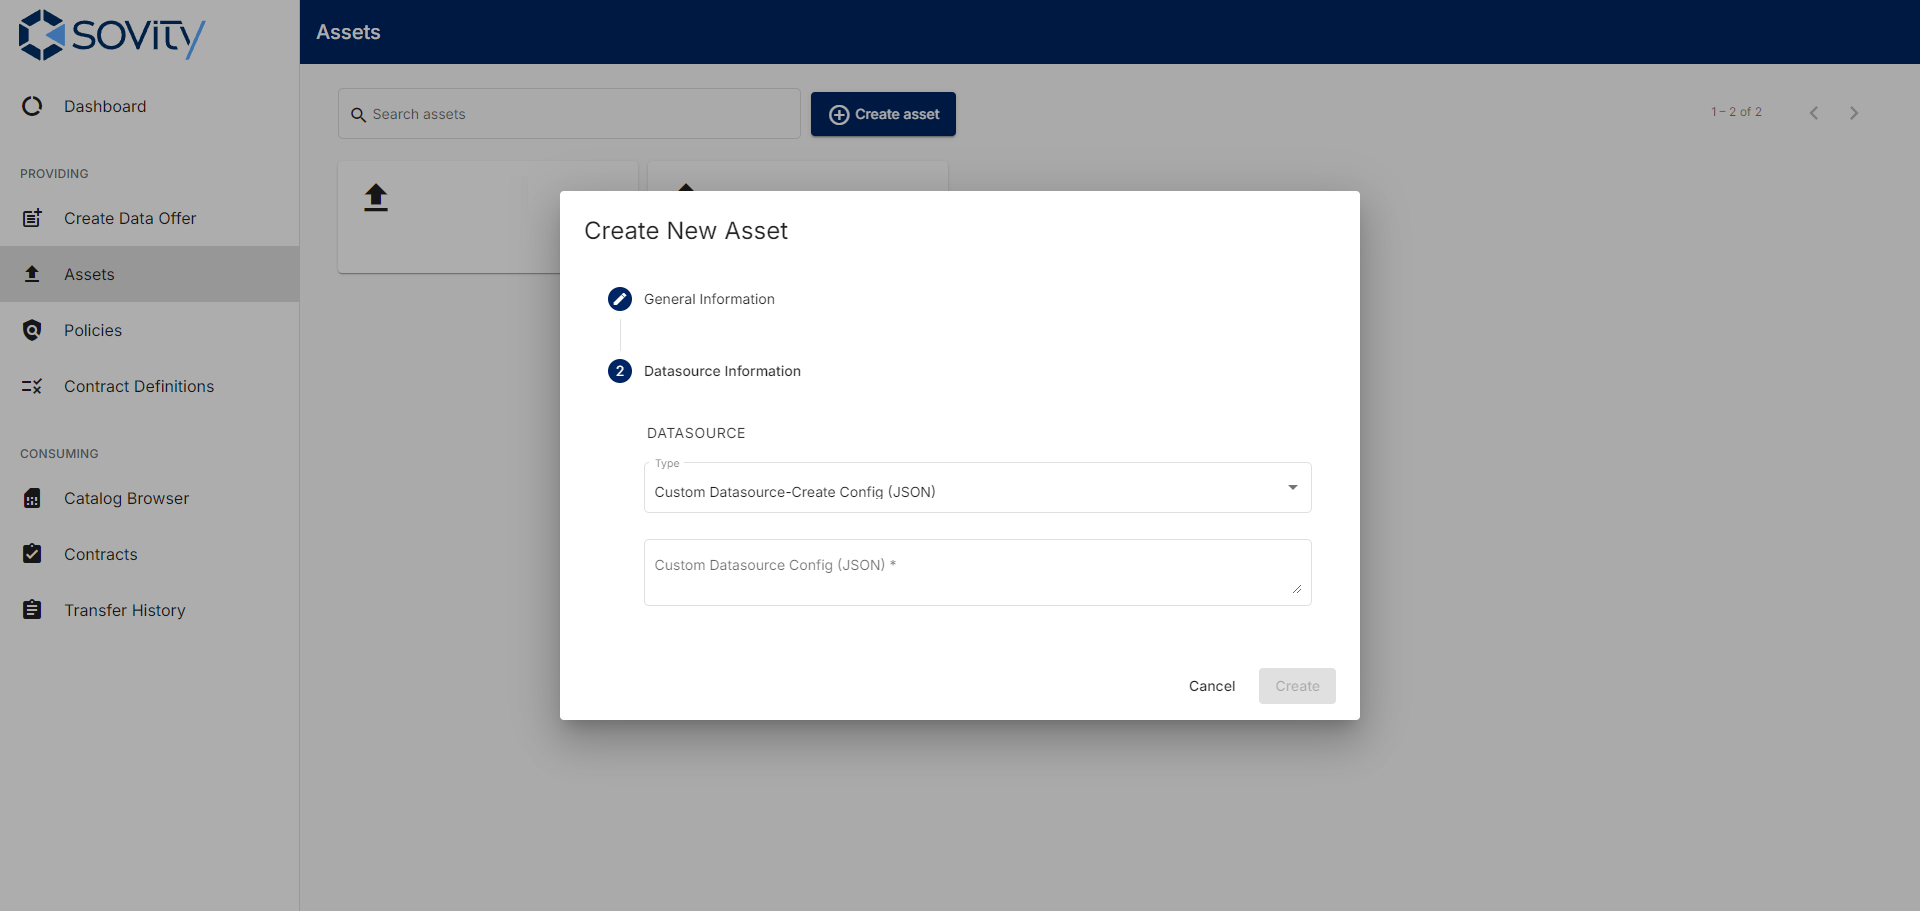 sovity
Dashboard
PROVIDING
Create Data Offer
Assets
Policies
Contract Definitions
CONSUMING
Catalog Browser
Contracts
Transfer History
Assets
Search assets
Create asset
1 – 2 of 2
Create New Asset
General Information
2 Datasource Information
DATASOURCE
Type
Custom Datasource-Create Config (JSON)
Custom Datasource Config (JSON) *
Cancel
Create